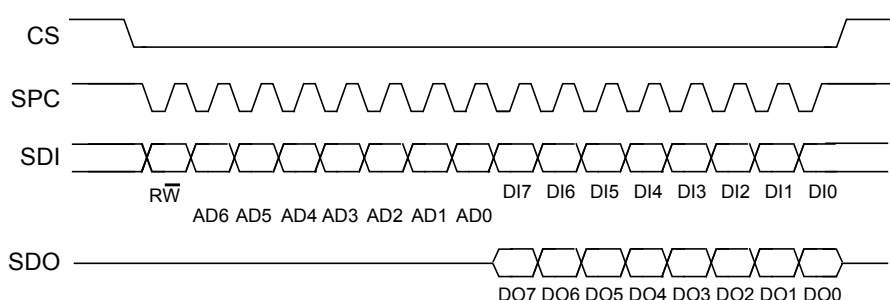 CS
SPC
SDI
RW̅ DI7 DI6 DI5 DI4 DI3 DI2 DI1 DI0
AD6 AD5 AD4 AD3 AD2 AD1 AD0
SDO
DO7 DO6 DO5 DO4 DO3 DO2 DO1 DO0